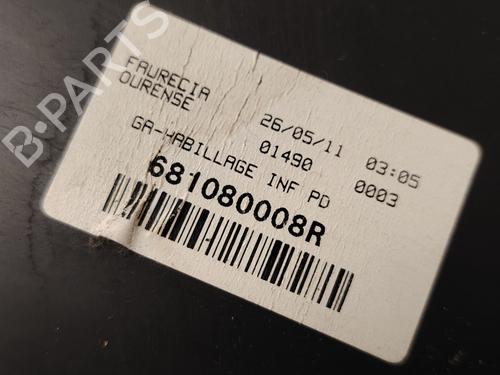 FAURECIA
OURENSE
26/05/11 03:05
01490 0003
GA-HABILLAGE INF PD
681080008R
B-PARTS